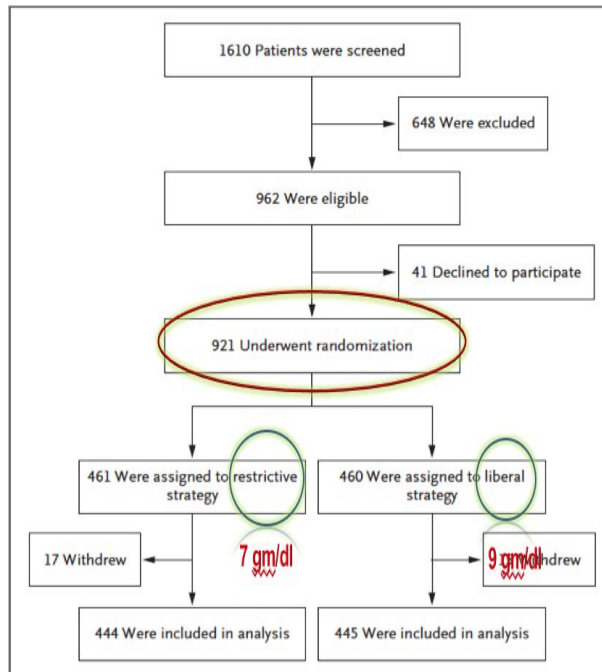 1610 Patients were screened
648 Were excluded
962 Were eligible
41 Declined to participate
921 Underwent randomization
461 Were assigned to restrictive
strategy
460 Were assigned to liberal
strategy
17 Withdrew
7 gm/dl
9 gm/dl
444 Were included in analysis
445 Were included in analysis